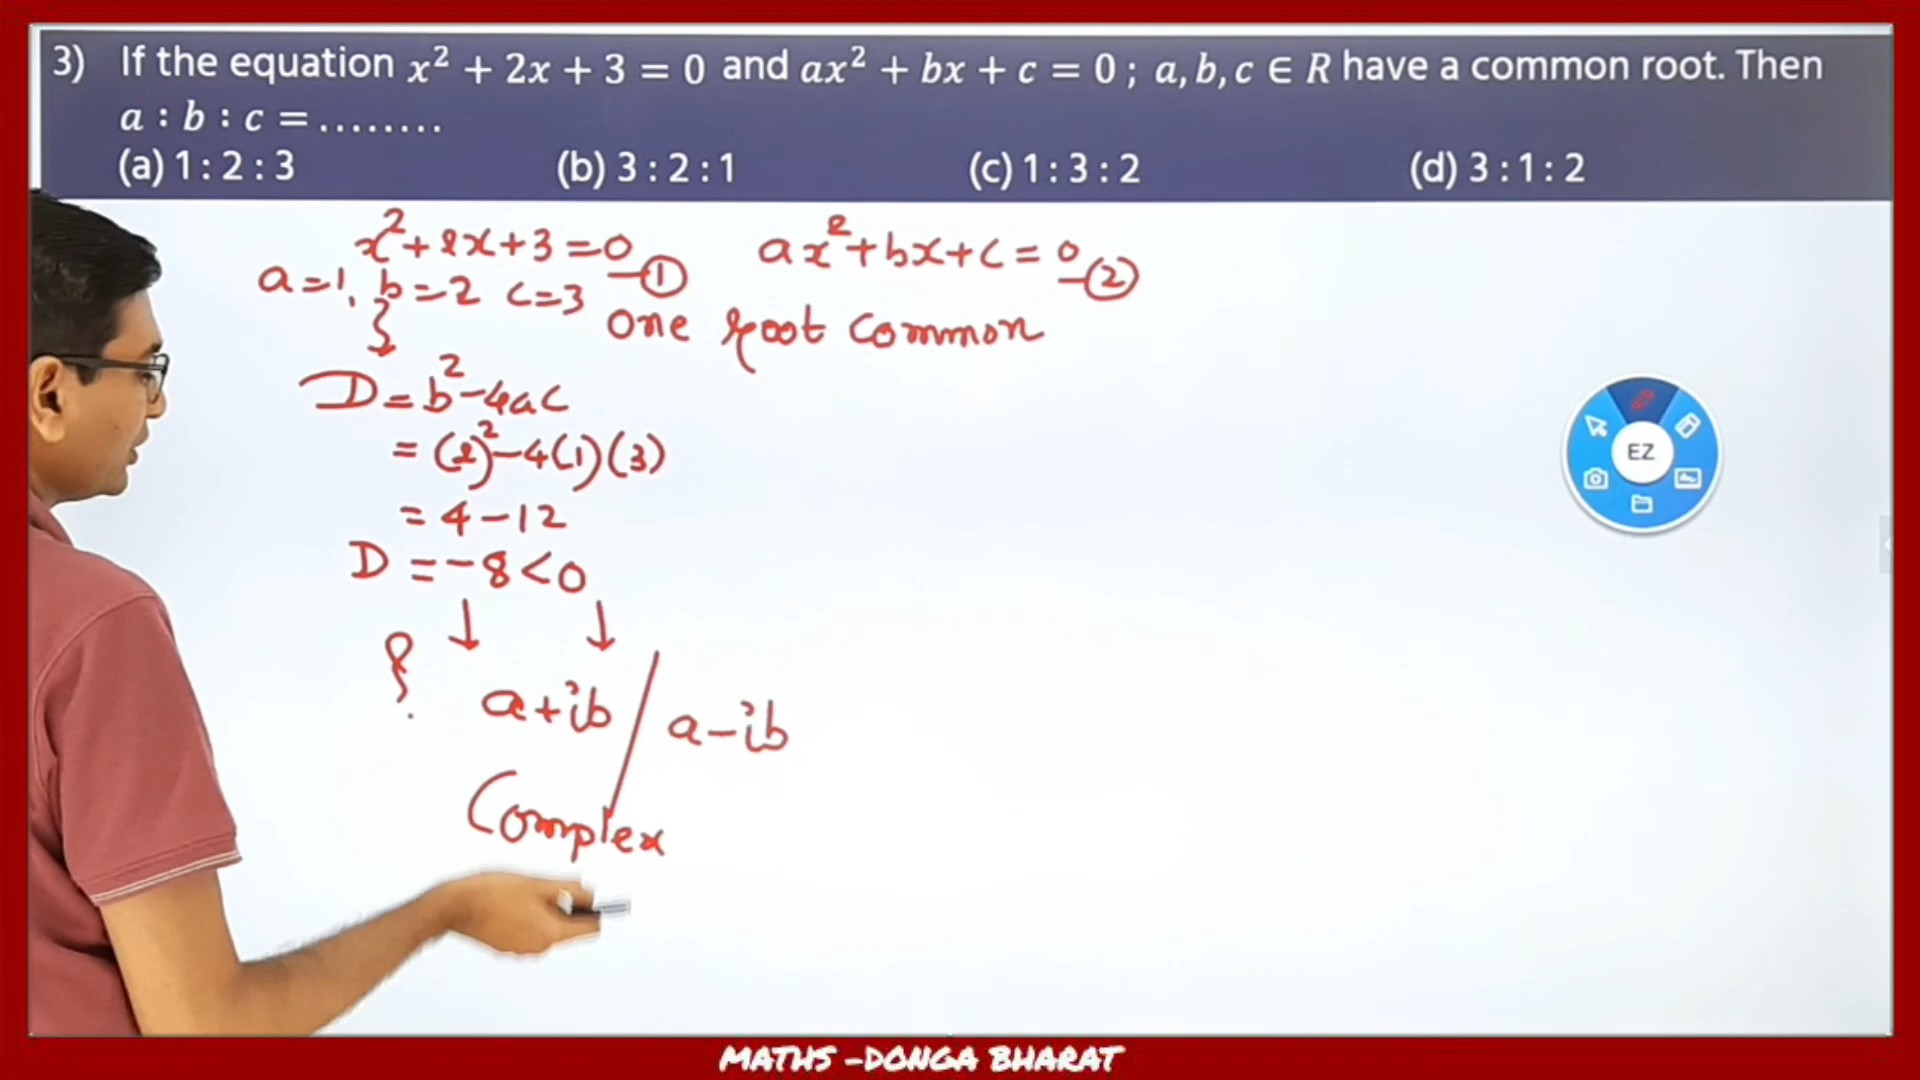 3) If the equation x² + 2x + 3 = 0 and ax² + bx + c = 0 ; a, b, c ∈ R have a common root. Then
a : b : c = ........
(a) 1 : 2 : 3 (b) 3 : 2 : 1 (c) 1 : 3 : 2 (d) 3 : 1 : 2
x²+2x+3=0 —① ax²+bx+c=0 —②
a=1, b=2 c=3
one root common
D=b²-4ac
= (2)²-4(1)(3)
= 4-12
D = -8<0
a+ib / a-ib
Complex
EZ
MATHS -DONGA BHARAT